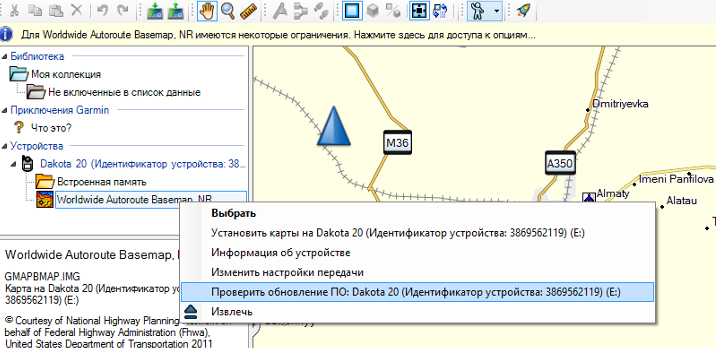 Для Worldwide Autoroute Basemap, NR имеются некоторые ограничения. Нажмите здесь для доступа к опциям...
Библиотека
Моя коллекция
Не включенные в список данные
Приключения Garmin
Что это?
Устройства
Dakota 20 (Идентификатор устройства: 38...
Встроенная память
Worldwide Autoroute Basemap, NR
Выбрать
Установить карты на Dakota 20 (Идентификатор устройства: 3869562119) (E:)
Информация об устройстве
Изменить настройки передачи
Проверить обновление ПО: Dakota 20 (Идентификатор устройства: 3869562119) (E:)
Извлечь
Worldwide Autoroute Basemap,
GMAPBMAP.IMG
Карта на Dakota 20 (Идентификатор
3869562119) (E:)
© Courtesy of National Highway Planning
behalf of Federal Highway Administration (Fhwa),
United States Department of Transportation 2011
M36
A350
Dmitriyevka
Imeni Panfilova
Almaty
Alatau